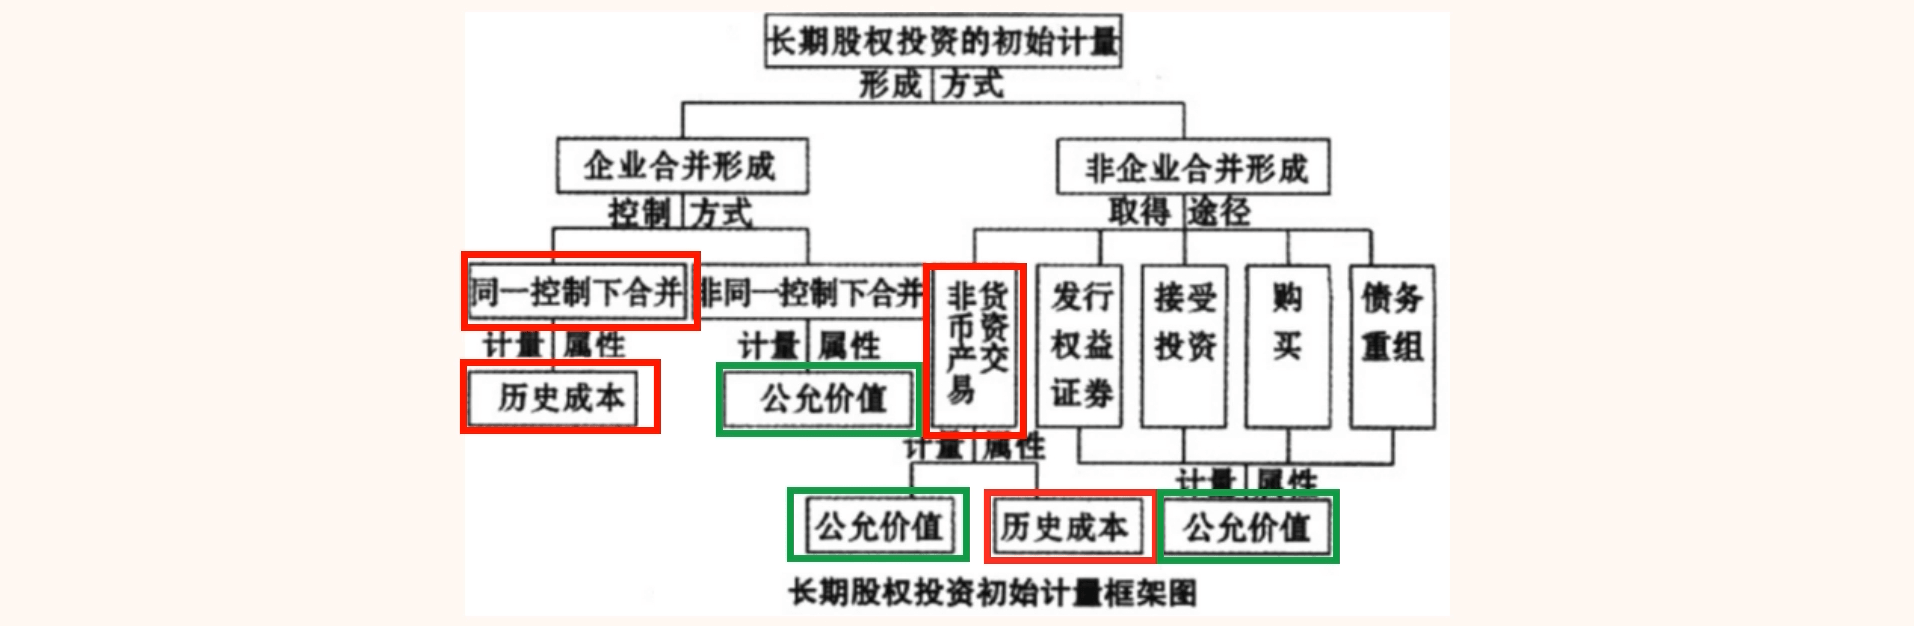 长期股权投资的初始计量
形成 方式
企业合并形成
非企业合并形成
控制 方式
取得 途径
同一控制下合并
非同一控制下合并
非货
币资
产交
易
发行
权益
证券
接受
投资
购
买
债务
重组
计量 属性
计量 属性
历史成本
公允价值
计量 属性
计量 属性
公允价值
历史成本
公允价值
长期股权投资初始计量框架图